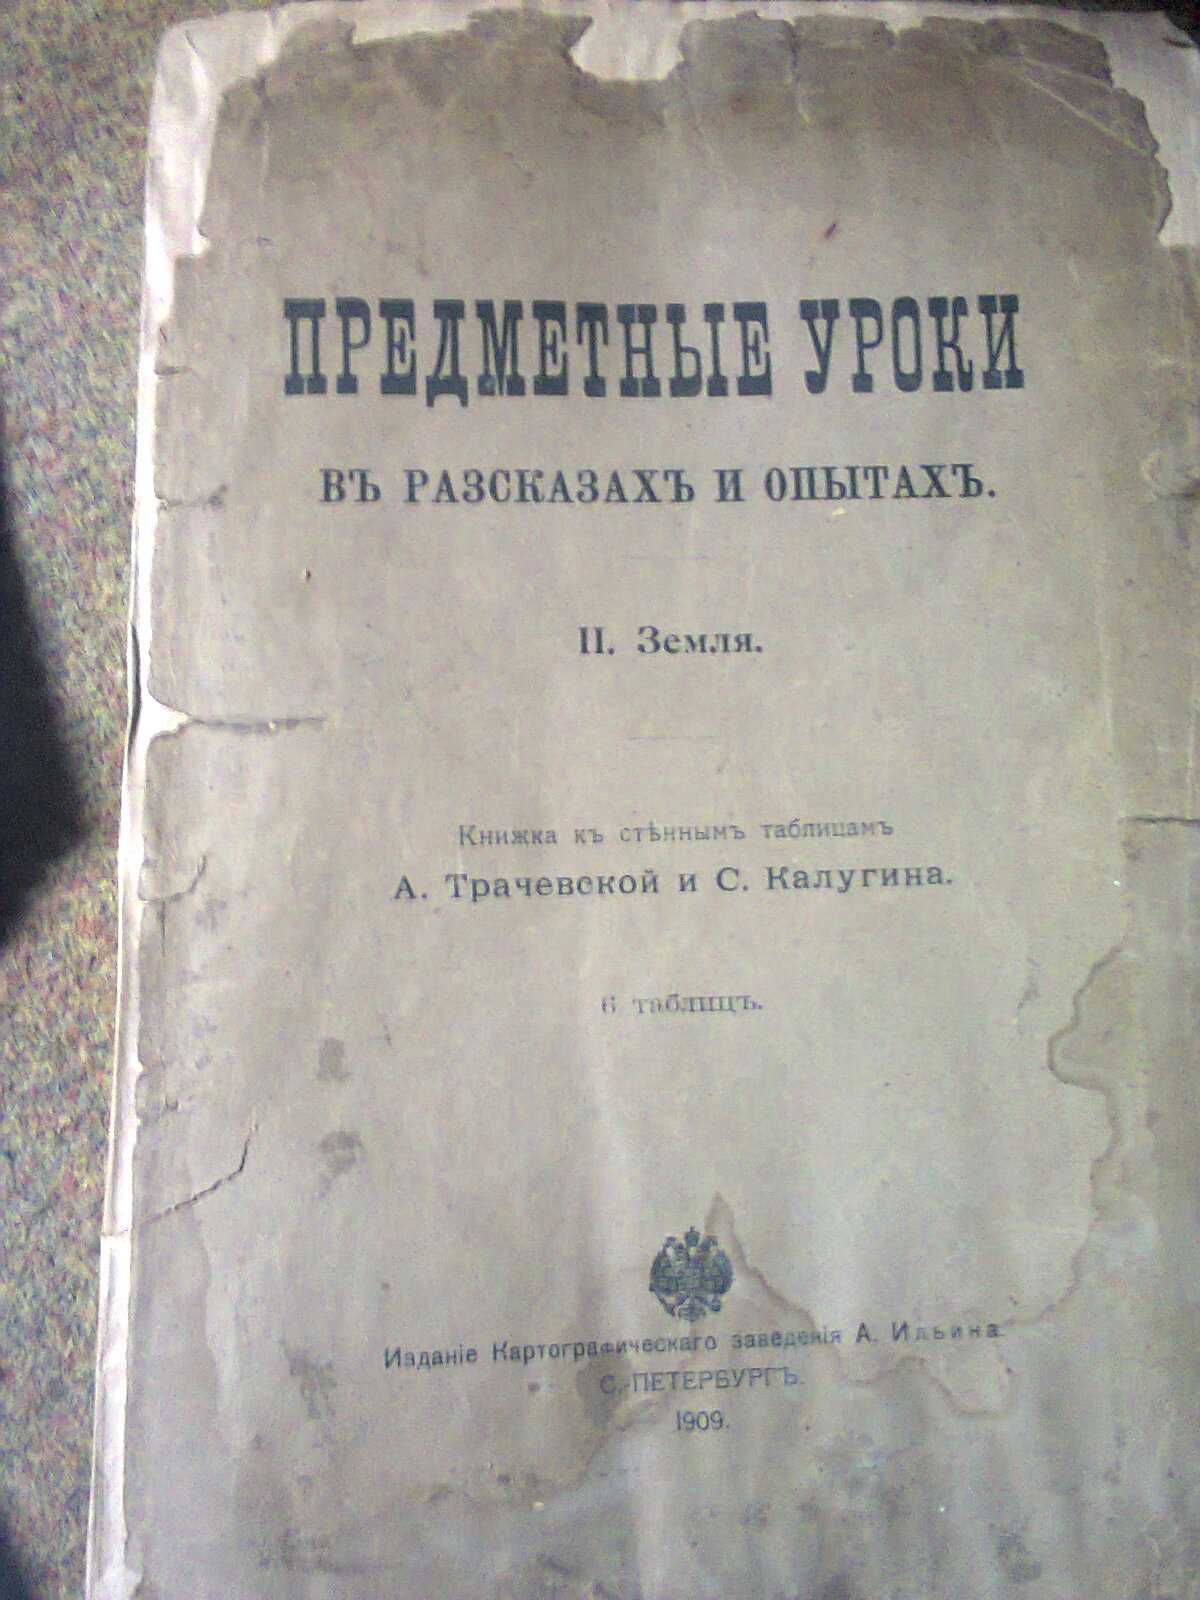 ПРЕДМЕТНЫЕ УРОКИ
ВЪ РАЗСКАЗАХЪ И ОПЫТАХЪ.
II. Земля.
Книжка къ стѣннымъ таблицамъ
А. Трачевской и С. Калугина.
6 таблицъ.
Изданіе Картографическаго заведенія А. Ильина.
С.-ПЕТЕРБУРГЪ.
1909.